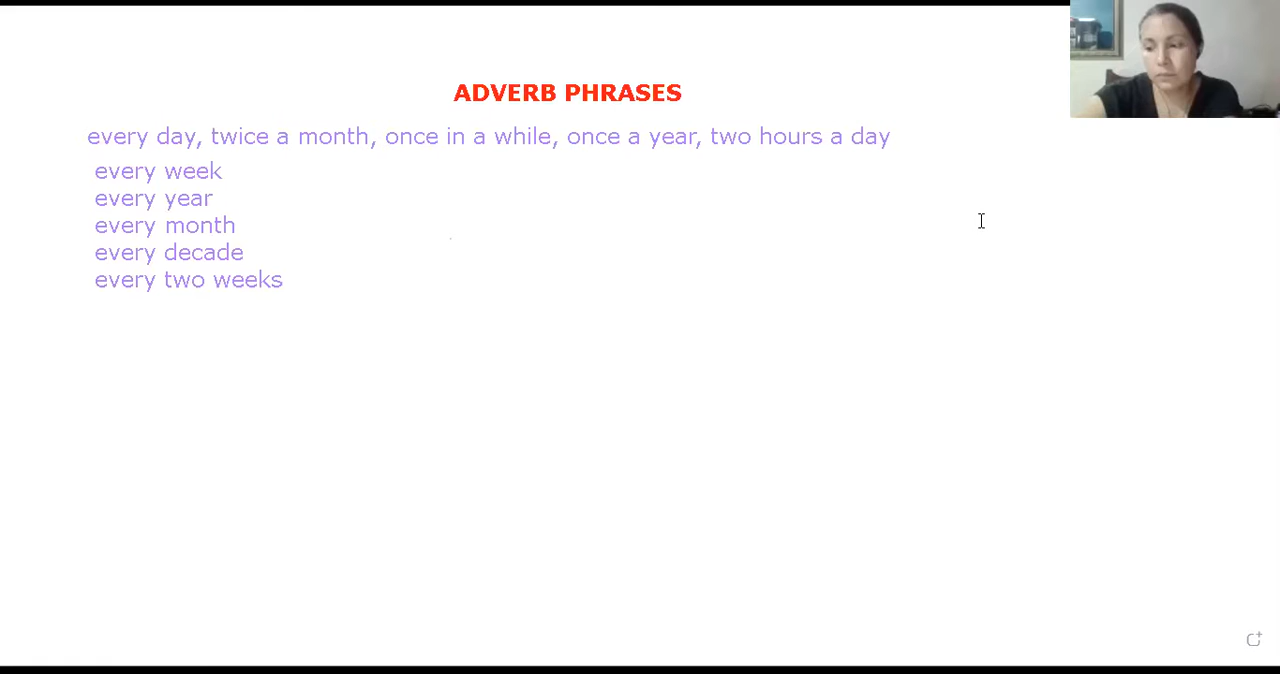 ADVERB PHRASES
every day, twice a month, once in a while, once a year, two hours a day
every week
every year
every month
every decade
every two weeks